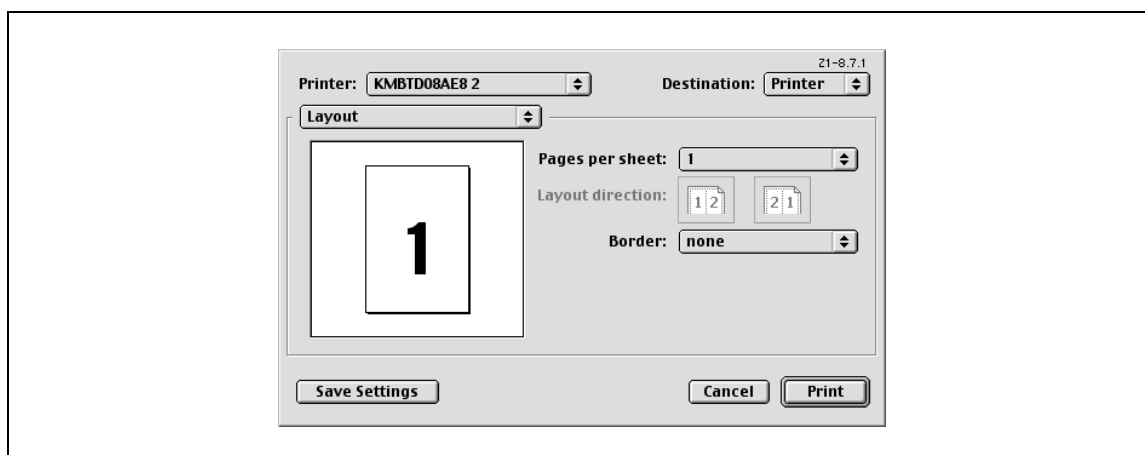 Z1-8.7.1
Printer: KMBTD08AE8 2 Destination: Printer
Layout
Pages per sheet: 1
Layout direction: 1 2 2 1
1
Border: none
Save Settings Cancel Print